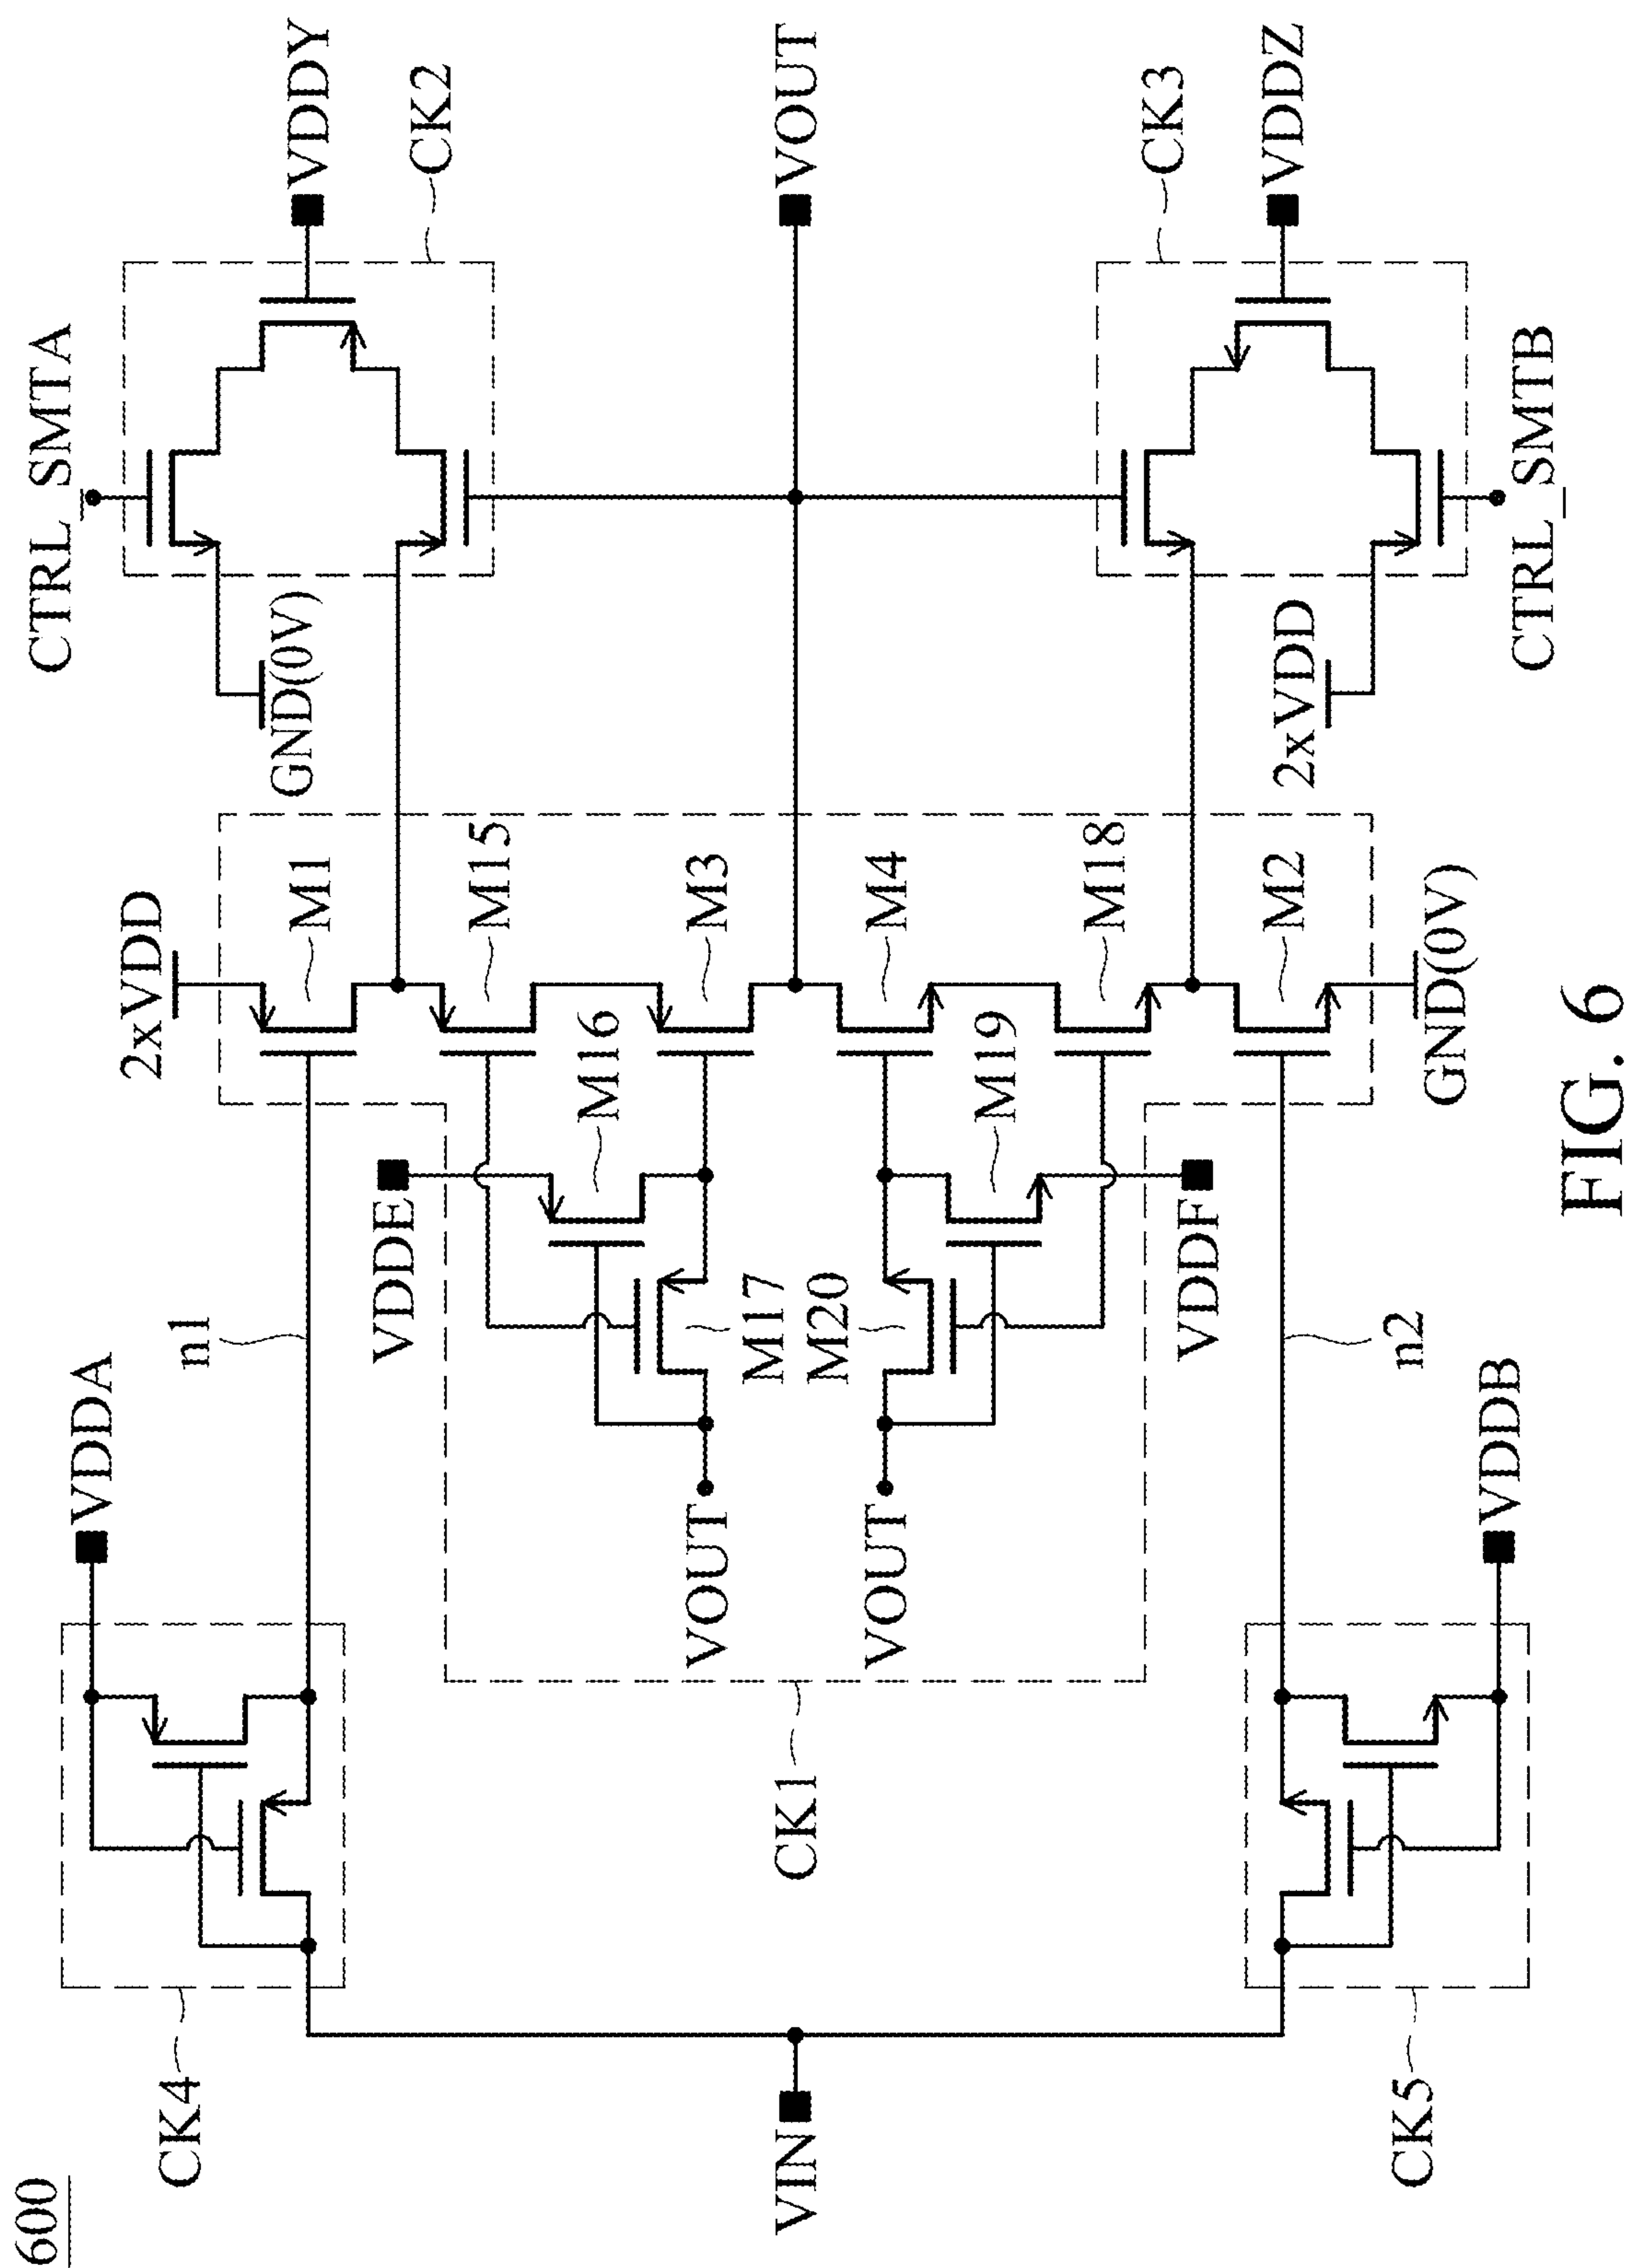 600
VDDA
2xVDD
CTRL_SMTA
VDDY
CK4
n1
M1
GND(0V)
CK2
VDDE
M15
M16
M3
VOUT
M17
VIN
CK1
VOUT
VOUT
M20
M4
M19
M18
VDDF
CK3
n2
M2
2xVDD
VDDZ
CK5
VDDB
GND(0V)
CTRL_SMTB
FIG. 6